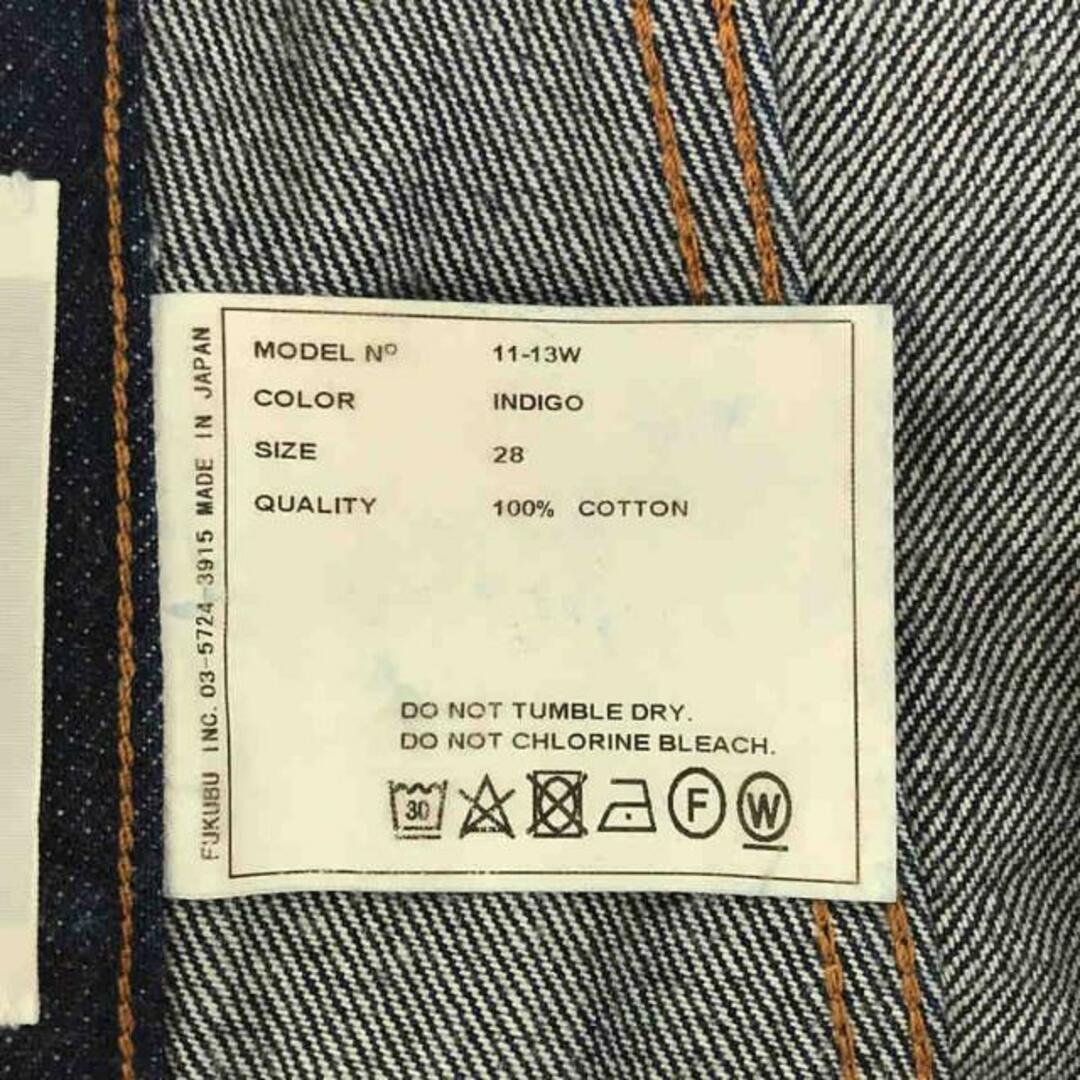 MODEL Nº 11-13W
COLOR INDIGO
SIZE 28
QUALITY 100% COTTON
DO NOT TUMBLE DRY.
DO NOT CHLORINE BLEACH.
30 F W
FUKUBU INC. 03-5724-3915 MADE IN JAPAN